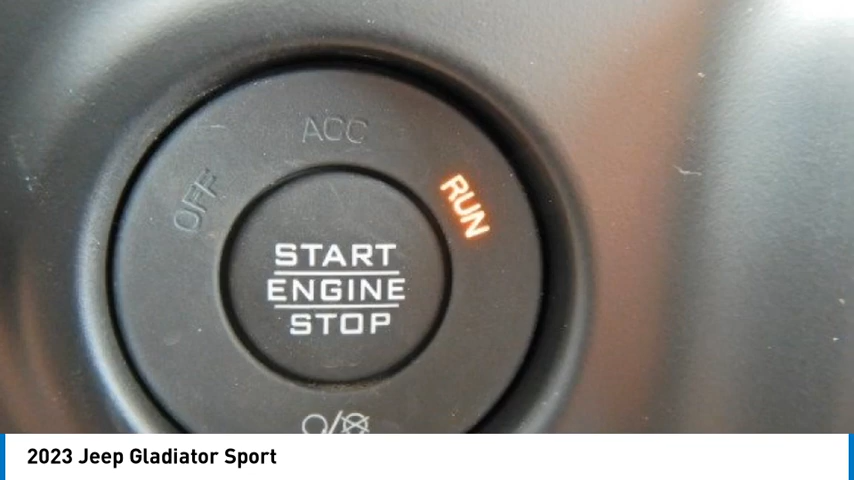 ACC
OFF
RUN
START
ENGINE
STOP
2023 Jeep Gladiator Sport